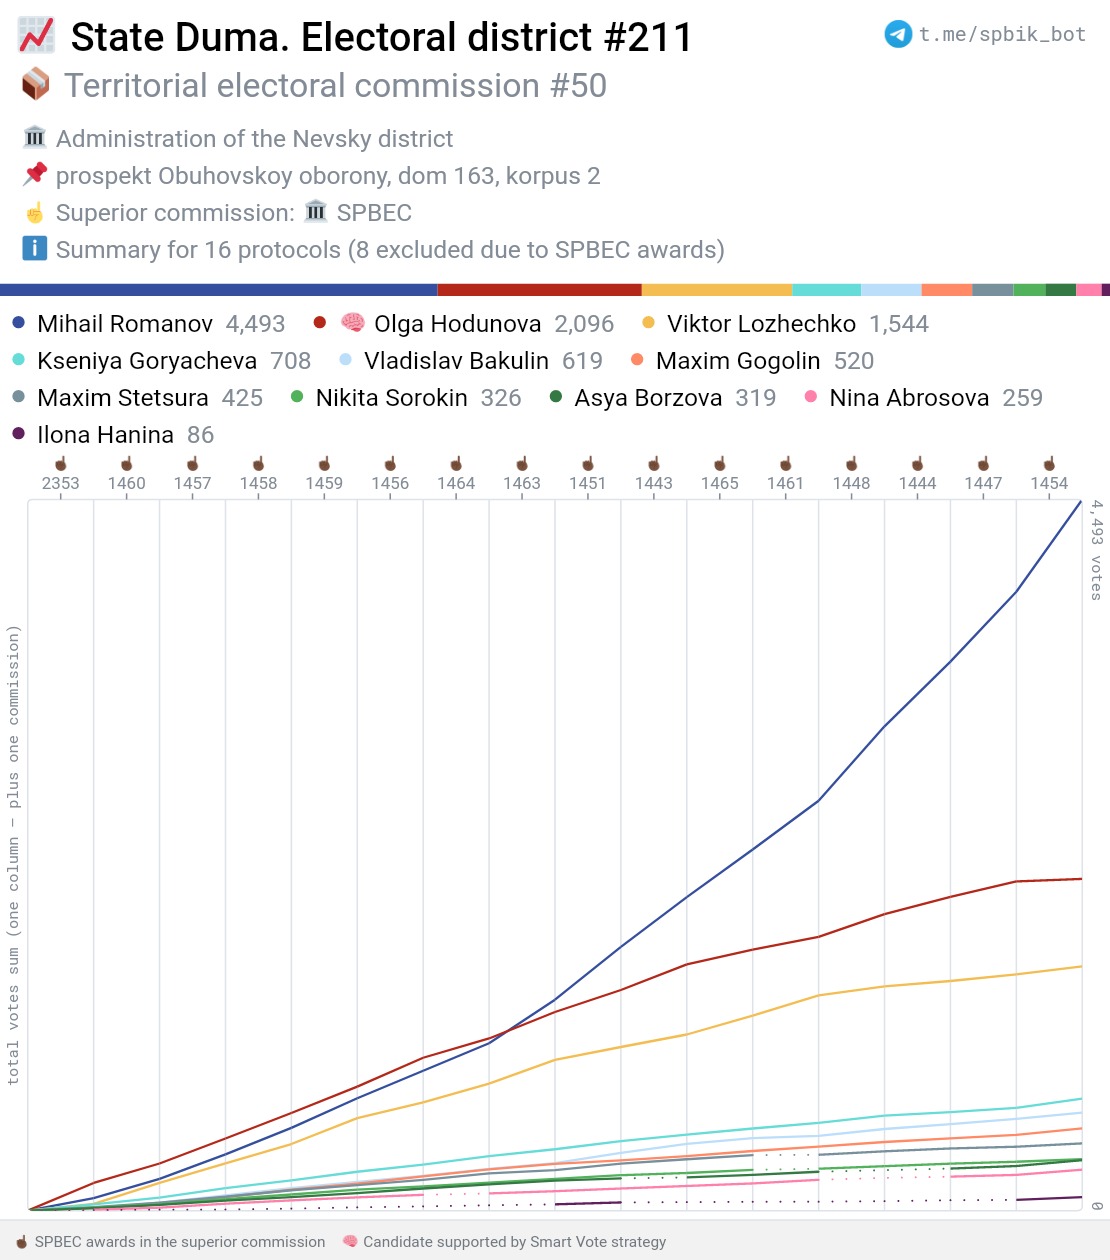 State Duma. Electoral district #211
t.me/spbik_bot
Territorial electoral commission #50
Administration of the Nevsky district
prospekt Obuhovskoy oborony, dom 163, korpus 2
Superior commission: SPBEC
Summary for 16 protocols (8 excluded due to SPBEC awards)
Mihail Romanov 4,493 Olga Hodunova 2,096 Viktor Lozhechko 1,544
Kseniya Goryacheva 708 Vladislav Bakulin 619 Maxim Gogolin 520
Maxim Stetsura 425 Nikita Sorokin 326 Asya Borzova 319 Nina Abrosova 259
Ilona Hanina 86
2353 1460 1457 1458 1459 1456 1464 1463 1451 1443 1465 1461 1448 1444 1447 1454
4,493 votes
total votes sum (one column – plus one commission)
0
SPBEC awards in the superior commission Candidate supported by Smart Vote strategy